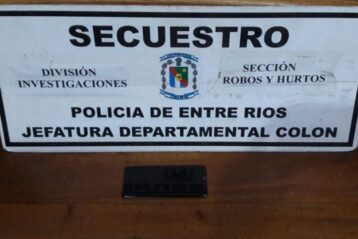 SECUESTRO
DIVISIÓN
INVESTIGACIONES
SECCIÓN
ROBOS Y HURTOS
POLICIA DE ENTRE RIOS
JEFATURA DEPARTAMENTAL COLON